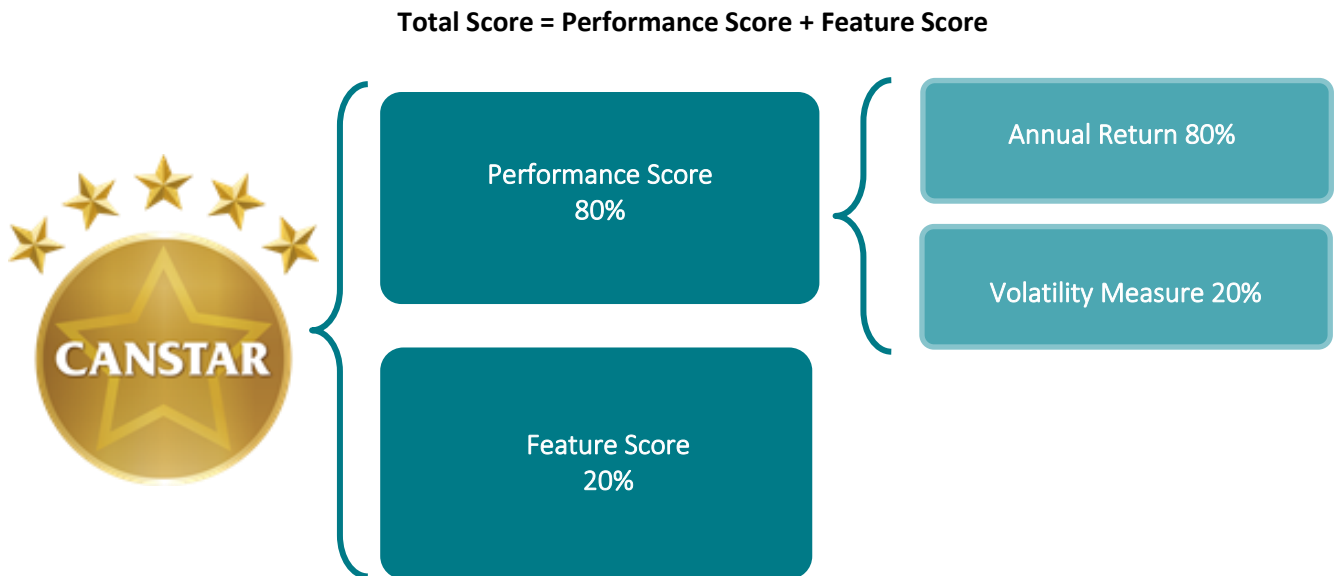 Total Score = Performance Score + Feature Score
CANSTAR
Performance Score
80%
Annual Return 80%
Volatility Measure 20%
Feature Score
20%